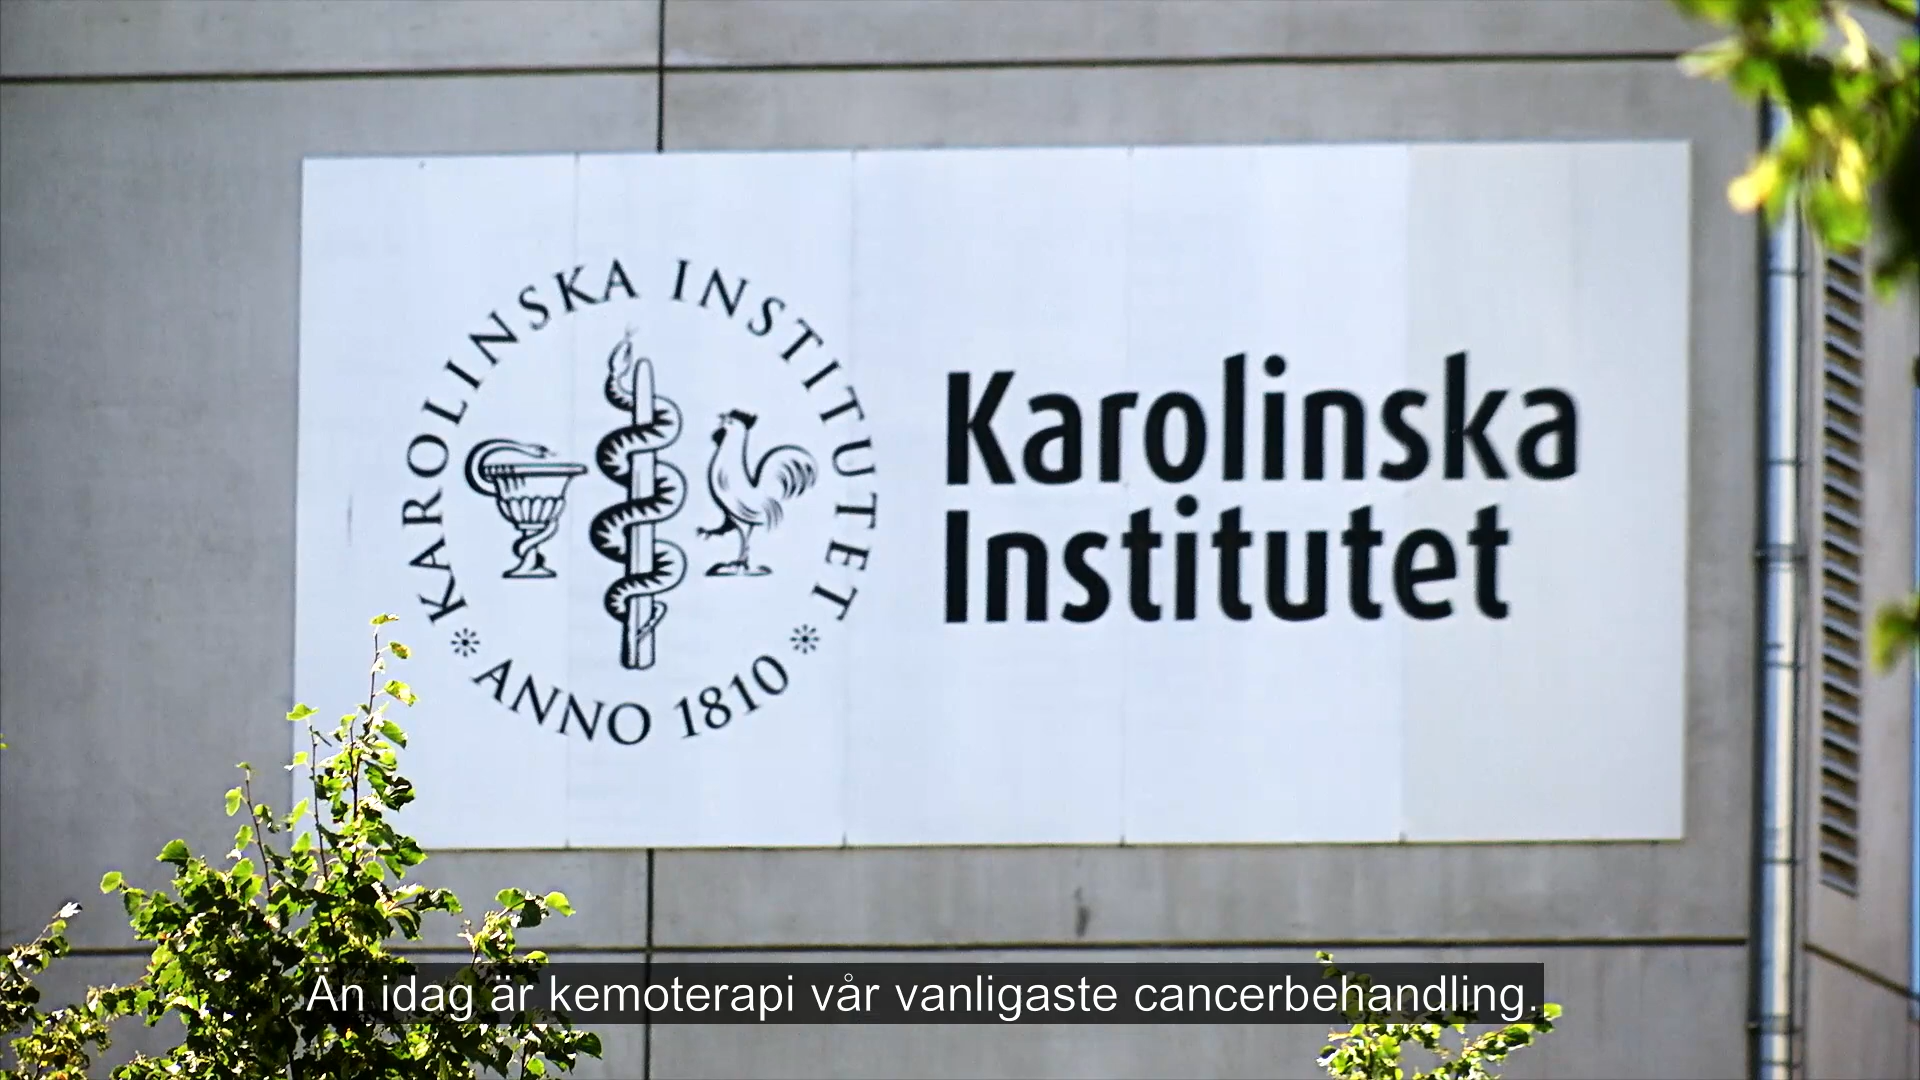 KAROLINSKA INSTITUTET
ANNO 1810
Karolinska
Institutet
Än idag är kemoterapi vår vanligaste cancerbehandling.